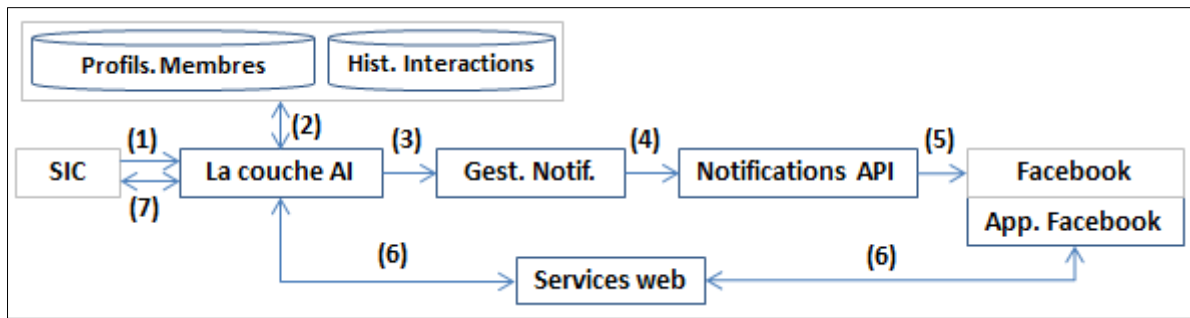 Profils. Membres
Hist. Interactions
(2)
(1)
(3)
(4)
(5)
SIC
La couche AI
Gest. Notif.
Notifications API
Facebook
(7)
App. Facebook
(6)
(6)
Services web